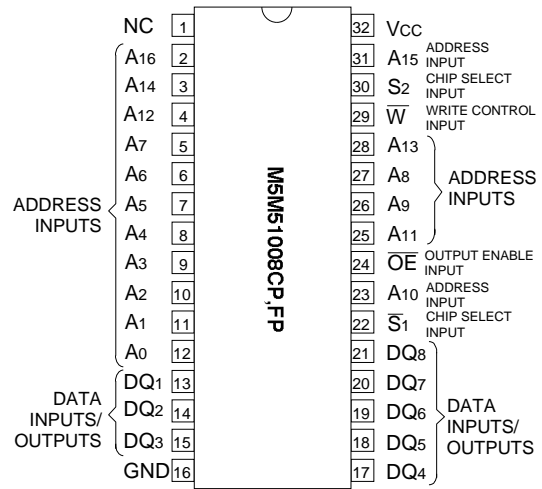 NC 1
A16 2
A14 3
A12 4
A7 5
A6 6
A5 7
A4 8
A3 9
A2 10
A1 11
A0 12
DQ1 13
DQ2 14
DQ3 15
GND 16
ADDRESS
INPUTS
DATA
INPUTS/
OUTPUTS
M5M51008CP,FP
32 VCC
31 A15 ADDRESS
INPUT
30 S2 CHIP SELECT
INPUT
29 W̅ WRITE CONTROL
INPUT
28 A13
27 A8
26 A9
25 A11
ADDRESS
INPUTS
24 O̅E̅ OUTPUT ENABLE
INPUT
23 A10 ADDRESS
INPUT
22 S̅1 CHIP SELECT
INPUT
21 DQ8
20 DQ7
19 DQ6
18 DQ5
17 DQ4
DATA
INPUTS/
OUTPUTS